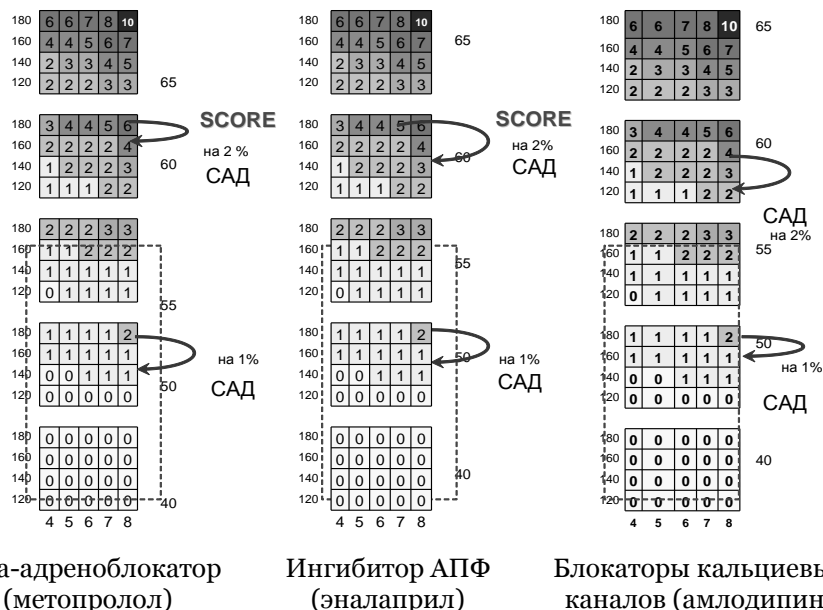 180 6 6 7 8 10
160 4 4 5 6 7
140 2 3 3 4 5
120 2 2 2 3 3
65
180 3 4 4 5 6
160 2 2 2 2 4
140 1 2 2 2 3
120 1 1 1 2 2
60
SCORE
на 2 %
САД
180 2 2 2 3 3
160 1 1 2 2 2
140 1 1 1 1 1
120 0 1 1 1 1
55
180 1 1 1 1 2
160 1 1 1 1 1
140 0 0 1 1 1
120 0 0 0 0 0
50
на 1%
САД
180 0 0 0 0 0
160 0 0 0 0 0
140 0 0 0 0 0
120 0 0 0 0 0
40
4 5 6 7 8
а-адреноблокатор
(метопролол)
180 6 6 7 8 10
160 4 4 5 6 7
140 2 3 3 4 5
120 2 2 2 3 3
65
180 3 4 4 5 6
160 2 2 2 2 4
140 1 2 2 2 3
120 1 1 1 2 2
60
SCORE
на 2%
САД
180 2 2 2 3 3
160 1 1 2 2 2
140 1 1 1 1 1
120 0 1 1 1 1
55
180 1 1 1 1 2
160 1 1 1 1 1
140 0 0 1 1 1
120 0 0 0 0 0
50
на 1%
САД
180 0 0 0 0 0
160 0 0 0 0 0
140 0 0 0 0 0
120 0 0 0 0 0
40
4 5 6 7 8
Ингибитор АПФ
(эналаприл)
180 6 6 7 8 10
160 4 4 5 6 7
140 2 3 3 4 5
120 2 2 2 3 3
65
180 3 4 4 5 6
160 2 2 2 2 4
140 1 2 2 2 3
120 1 1 1 2 2
60
САД
на 2%
180 2 2 2 3 3
160 1 1 2 2 2
140 1 1 1 1 1
120 0 1 1 1 1
55
180 1 1 1 1 2
160 1 1 1 1 1
140 0 0 1 1 1
120 0 0 0 0 0
50
на 1%
САД
180 0 0 0 0 0
160 0 0 0 0 0
140 0 0 0 0 0
120 0 0 0 0 0
40
4 5 6 7 8
Блокаторы кальциевы
каналов (амлодипин